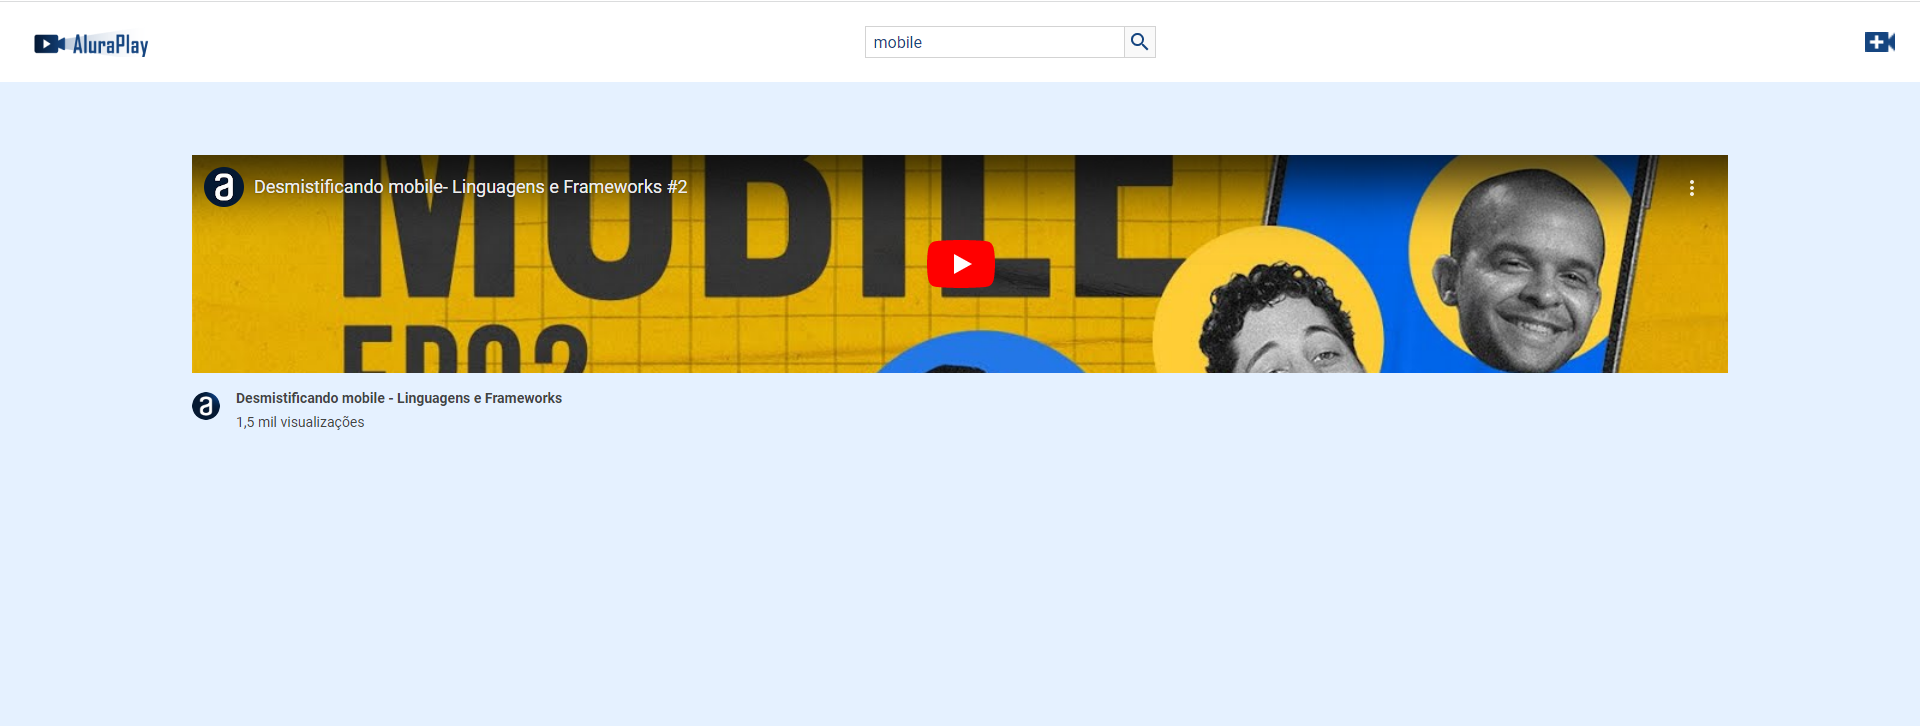 AluraPlay
mobile
MOBILE
a Desmistificando mobile- Linguagens e Frameworks #2
EP02
a Desmistificando mobile - Linguagens e Frameworks
1,5 mil visualizações